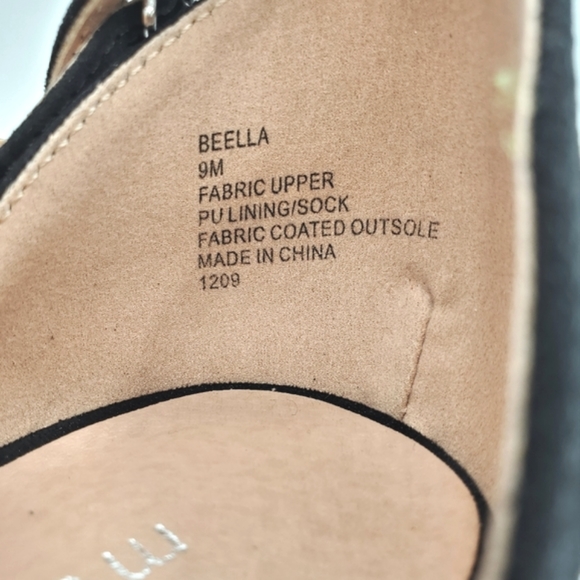 BEELLA
9M
FABRIC UPPER
PU LINING/SOCK
FABRIC COATED OUTSOLE
MADE IN CHINA
1209